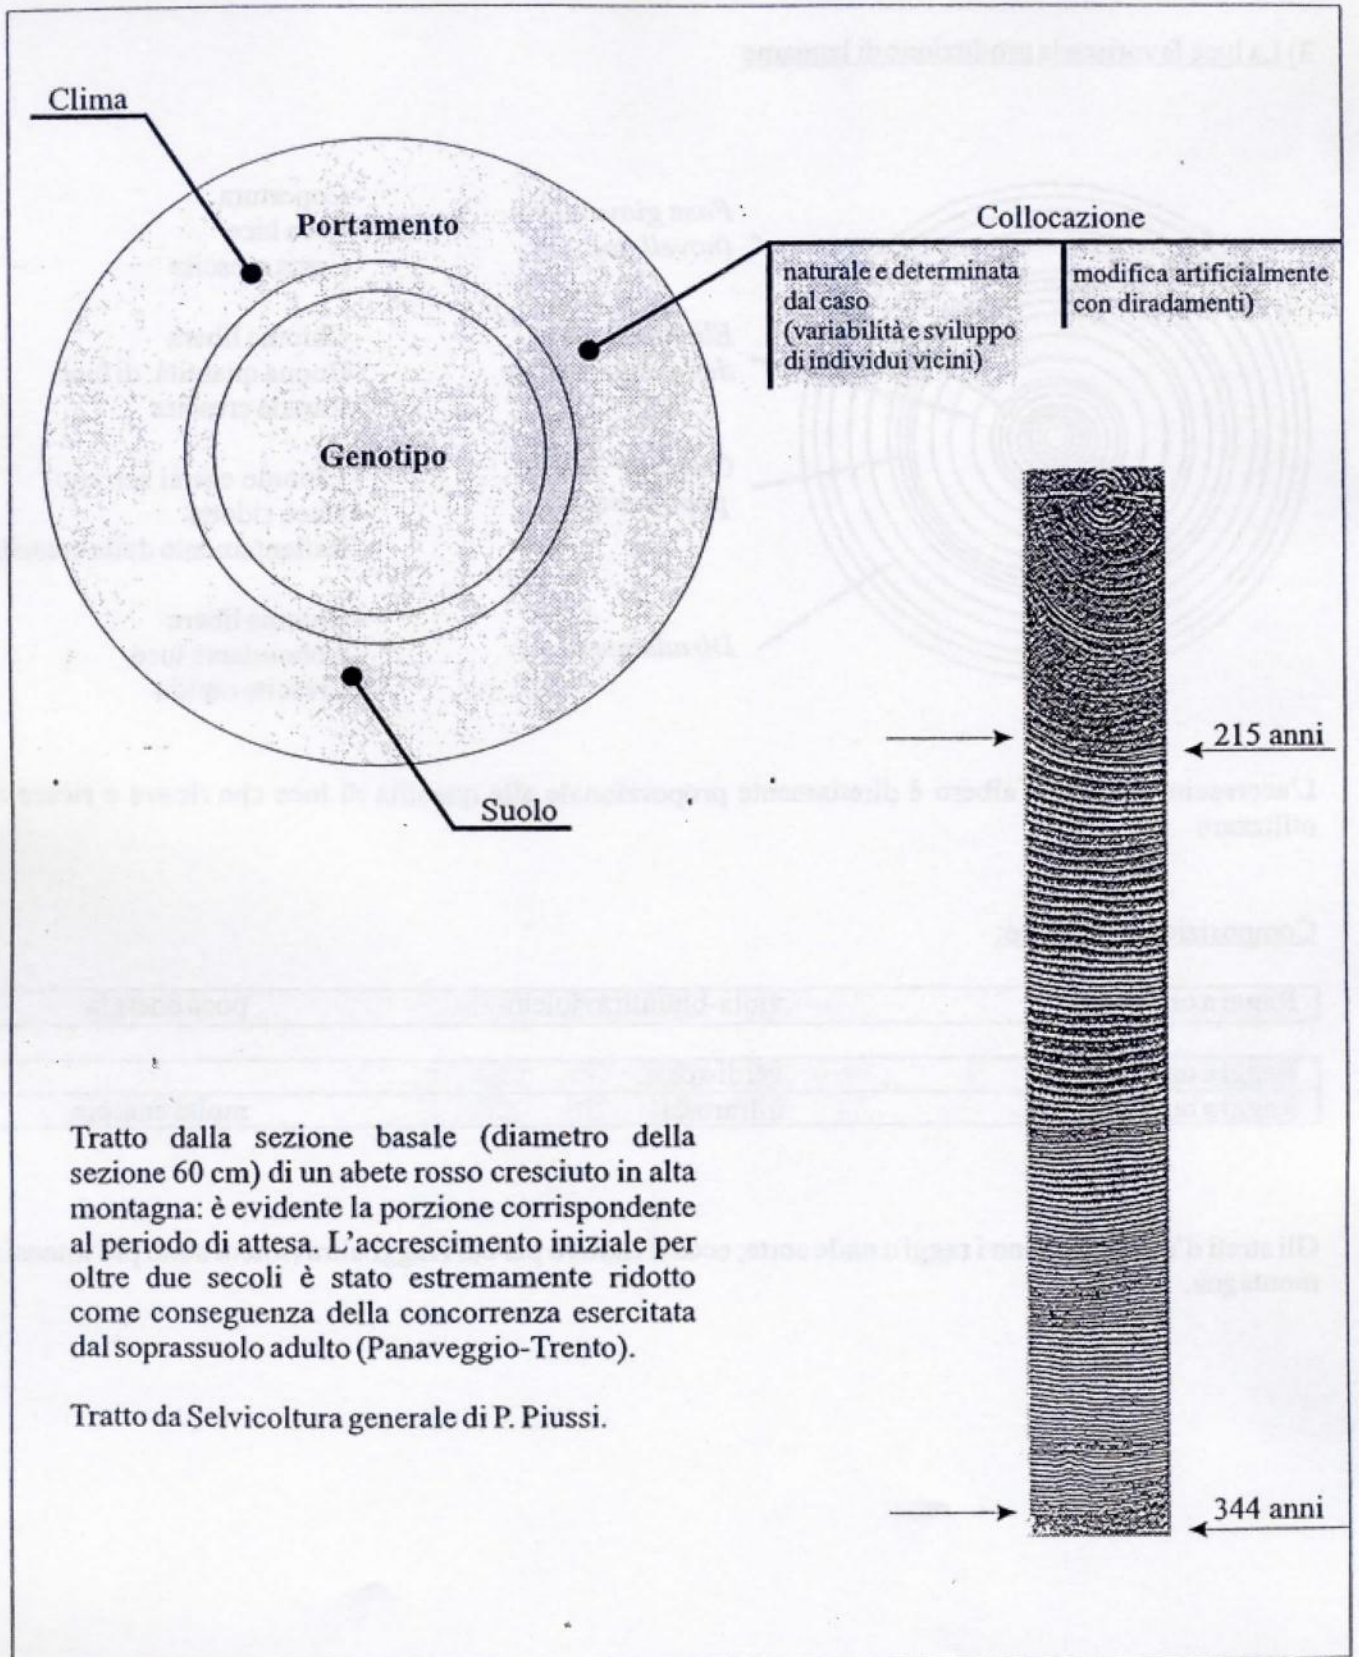 Clima
Portamento
Genotipo
Suolo
Collocazione
naturale e determinata
dal caso
(variabilità e sviluppo
di individui vicini)
modifica artificialmente
con diradamenti)
215 anni
344 anni
Tratto dalla sezione basale (diametro della
sezione 60 cm) di un abete rosso cresciuto in alta
montagna: è evidente la porzione corrispondente
al periodo di attesa. L'accrescimento iniziale per
oltre due secoli è stato estremamente ridotto
come conseguenza della concorrenza esercitata
dal soprassuolo adulto (Panaveggio-Trento).
Tratto da Selvicoltura generale di P. Piussi.